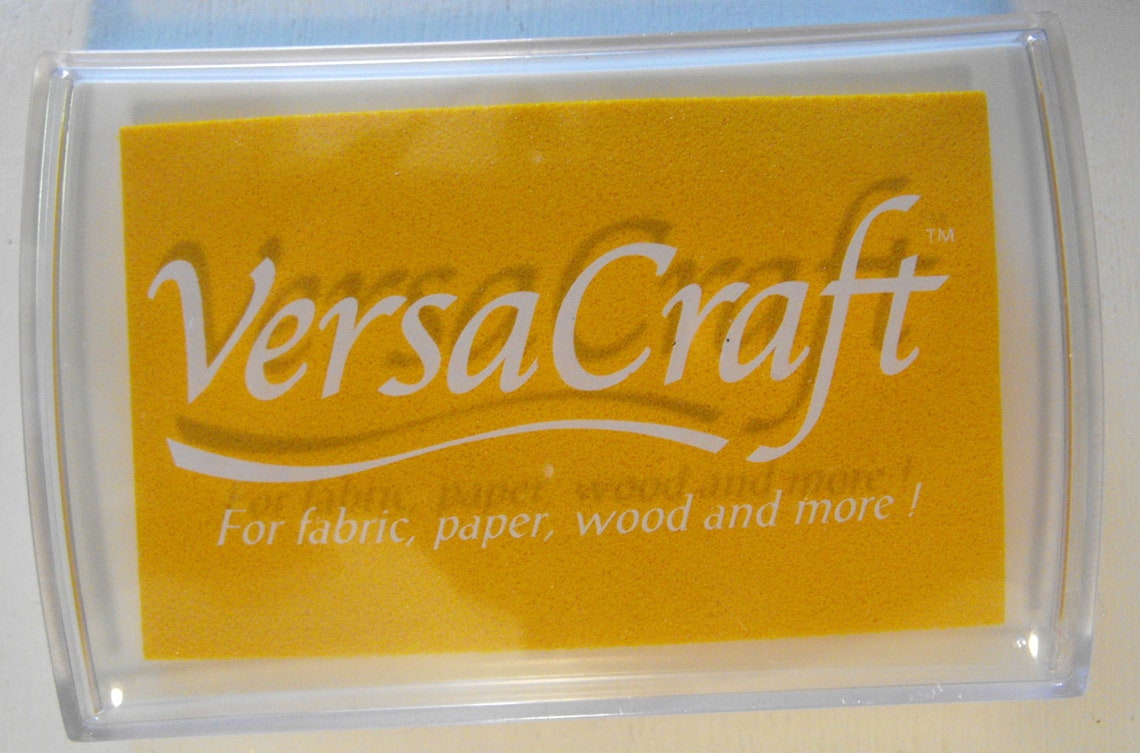 VersaCraft™
For fabric, paper, wood and more !